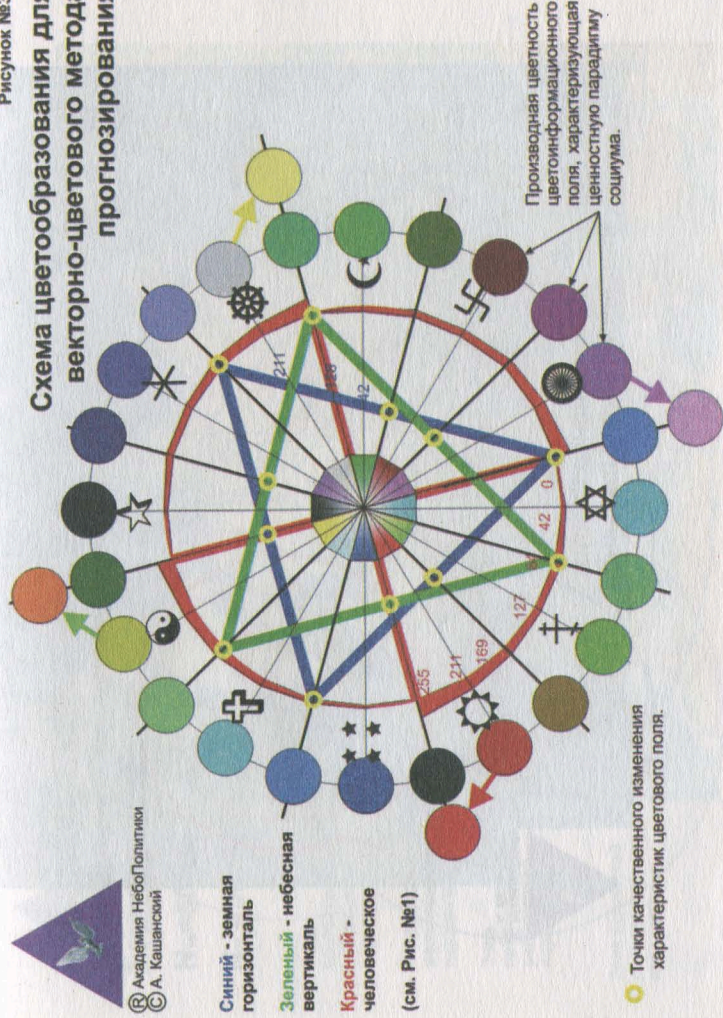 Рисунок №3
Схема цветообразования для
векторно-цветового метода
прогнозирования
Ⓡ Академия НебоПолитики
© А. Кашанский
Синий - земная
горизонталь
Зеленый - небесная
вертикаль
Красный -
человеческое
(см. Рис. №1)
211
42
0
42
127
169
211
255
Производная цветность
цветоинформационного
поля, характеризующая
ценностную парадигму
социума.
Точки качественного изменения
характеристик цветового поля.